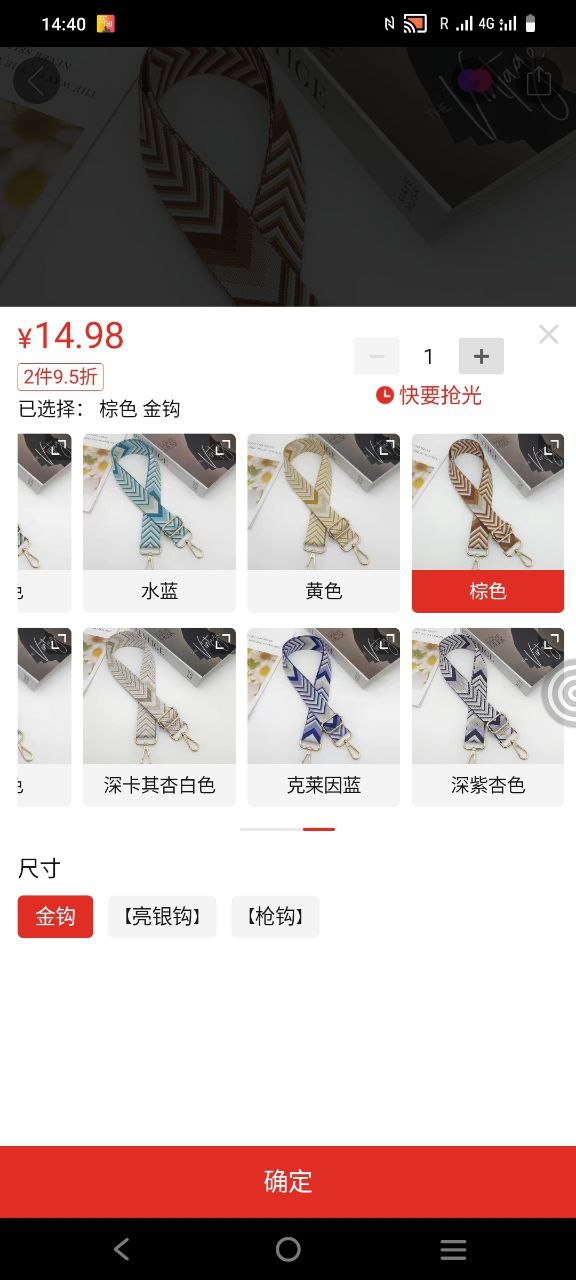 14:40
R 4G
THE Vintage
¥14.98
1
2件9.5折
快要抢光
已选择： 棕色 金钩
水蓝
黄色
棕色
深卡其杏白色
克莱因蓝
深紫杏色
尺寸
金钩
【亮银钩】
【枪钩】
确定